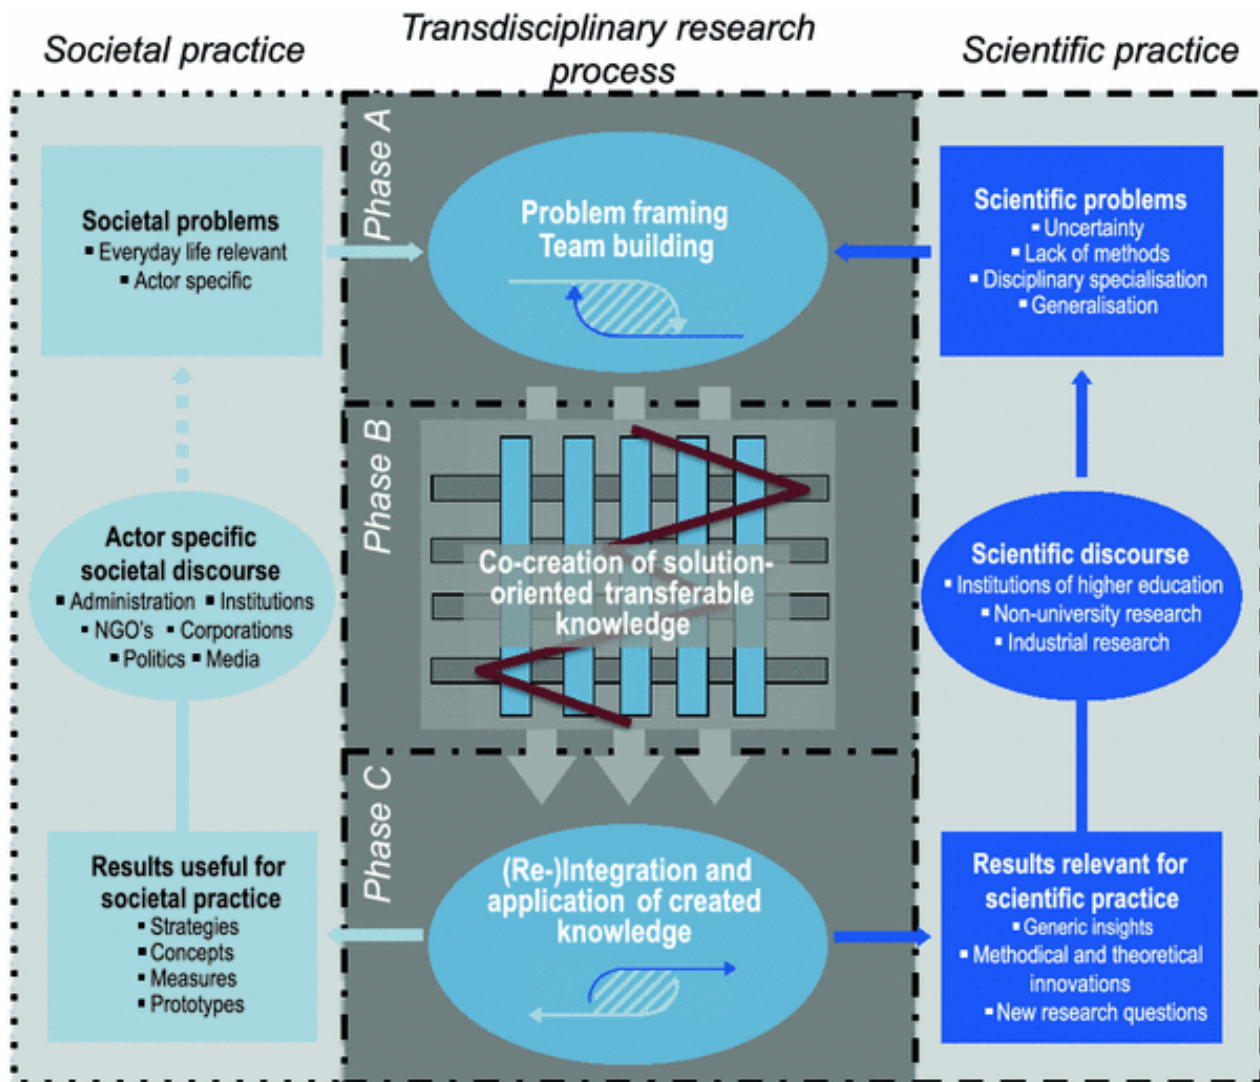 Societal practice
Transdisciplinary research
process
Scientific practice
Phase A
Societal problems
▪ Everyday life relevant
▪ Actor specific
Problem framing
Team building
Scientific problems
▪ Uncertainty
▪ Lack of methods
▪ Disciplinary specialisation
▪ Generalisation
Phase B
Actor specific
societal discourse
▪ Administration ▪ Institutions
▪ NGO's ▪ Corporations
▪ Politics ▪ Media
Co-creation of solution-
oriented transferable
knowledge
Scientific discourse
▪ Institutions of higher education
▪ Non-university research
▪ Industrial research
Phase C
Results useful for
societal practice
▪ Strategies
▪ Concepts
▪ Measures
▪ Prototypes
(Re-)Integration and
application of created
knowledge
Results relevant for
scientific practice
▪ Generic insights
▪ Methodical and theoretical
innovations
▪ New research questions